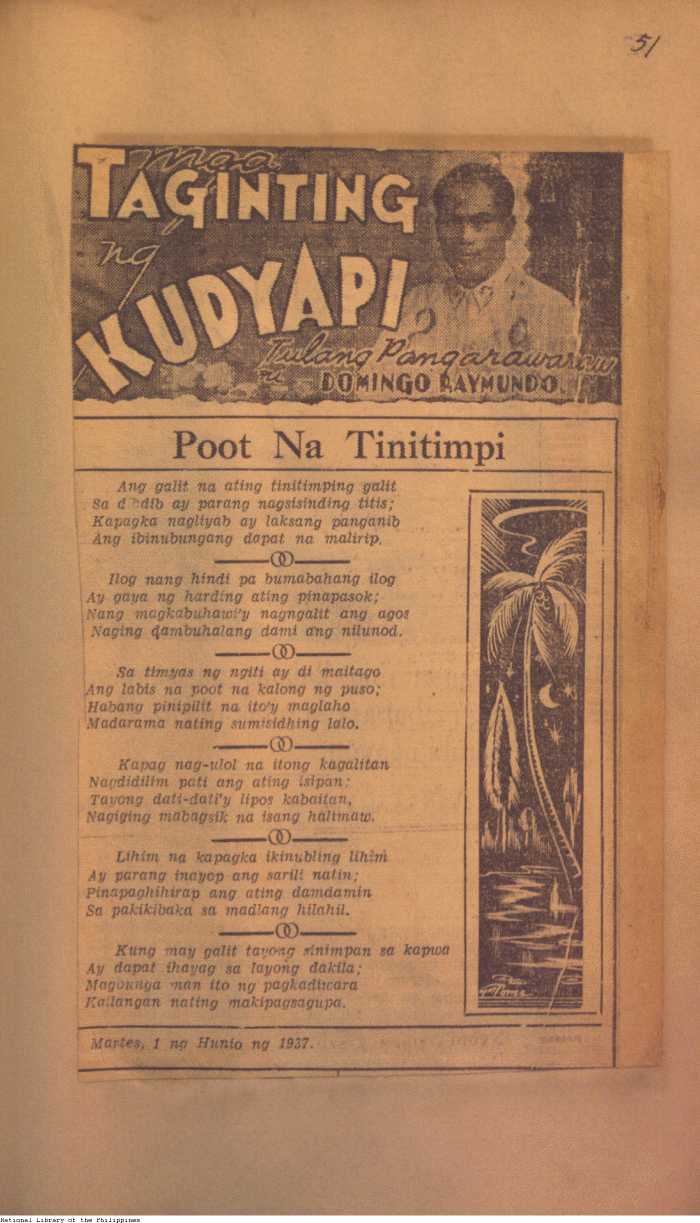 51
mga
TAGINTING
ng
KUDYAPI
Tulang Pangarawaraw
ni DOMINGO RAYMUNDO.
Poot Na Tinitimpi
Ang galit na ating tinitimping galit
Sa dibdib ay parang nagsisinding titis;
Kapagka nagliyab ay laksang panganib
Ang ibinubungang dapat na malirip.
Ilog nang hindi pa bumabahang ilog
Ay gaya ng harding ating pinapasok;
Nang magkabuhawi'y nagngalit ang agos
Naging dambuhalang dami ang nilunod.
Sa timyas ng ngiti ay di maitago
Ang labis na poot na kalong ng puso;
Habang pinipilit na ito'y maglaho
Madarama nating sumisidhing lalo.
Kapag nag-ulol na itong kagalitan
Nagdidilim pati ang ating isipan;
Tayong dati-dati'y lipos kabaitan,
Nagiging mabagsik na isang halimaw.
Lihim na kapagka ikinubling lihim
Ay parang inayop ang sarili natin;
Pinapaghihirap ang ating damdamin
Sa pakikibaka sa madlang hilahil.
Kung may galit tayong sinimpan sa kapwa
Ay dapat ihayag sa layong dakila;
Magbunga man ito ng pagkadiwara
Kailangan nating makipagsagupa.
Martes, 1 ng Hunio ng 1937.
National Library of the Philippines